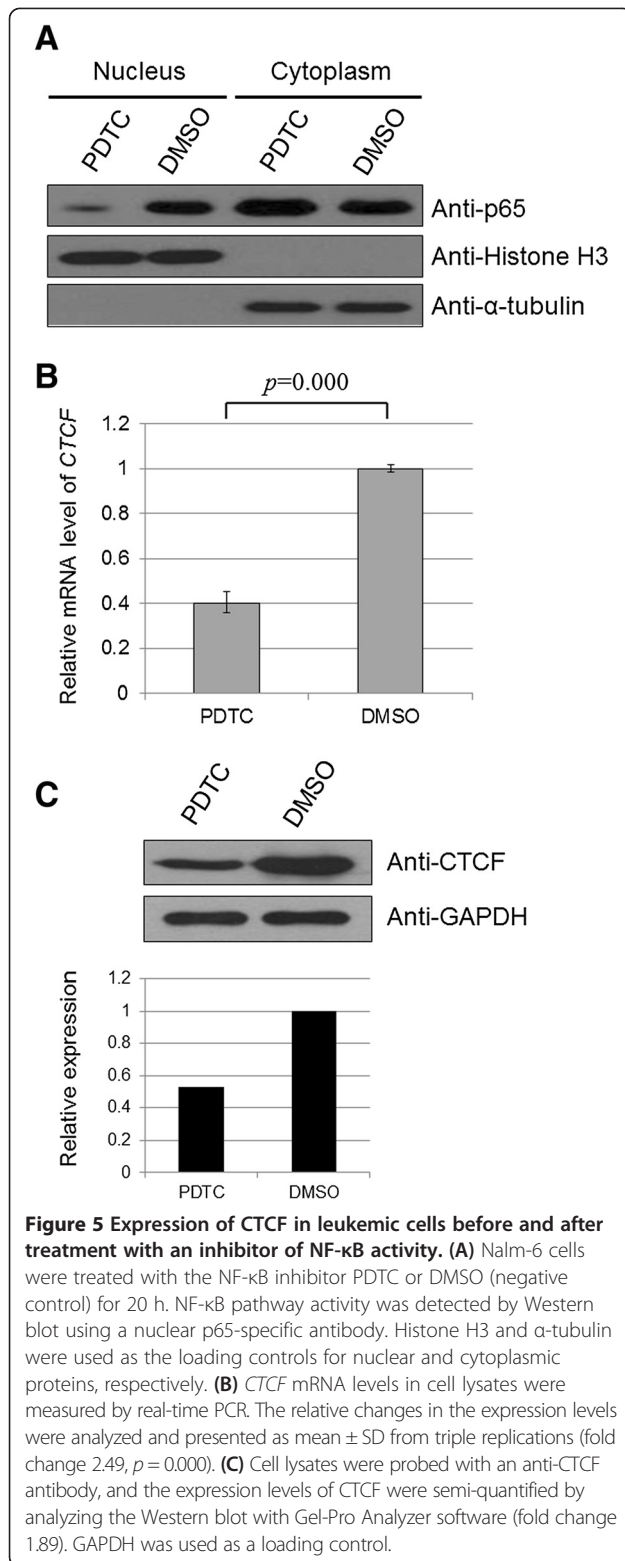 A
Nucleus Cytoplasm
PDTC DMSO PDTC DMSO
Anti-p65
Anti-Histone H3
Anti-α-tubulin
B
p=0.000
Relative mRNA level of CTCF
1.2
1
0.8
0.6
0.4
0.2
0
PDTC DMSO
C
PDTC DMSO
Anti-CTCF
Anti-GAPDH
Relative expression
1.2
1
0.8
0.6
0.4
0.2
0
PDTC DMSO
Figure 5 Expression of CTCF in leukemic cells before and after
treatment with an inhibitor of NF-κB activity. (A) Nalm-6 cells
were treated with the NF-κB inhibitor PDTC or DMSO (negative
control) for 20 h. NF-κB pathway activity was detected by Western
blot using a nuclear p65-specific antibody. Histone H3 and α-tubulin
were used as the loading controls for nuclear and cytoplasmic
proteins, respectively. (B) CTCF mRNA levels in cell lysates were
measured by real-time PCR. The relative changes in the expression levels
were analyzed and presented as mean ± SD from triple replications (fold
change 2.49, p = 0.000). (C) Cell lysates were probed with an anti-CTCF
antibody, and the expression levels of CTCF were semi-quantified by
analyzing the Western blot with Gel-Pro Analyzer software (fold change
1.89). GAPDH was used as a loading control.